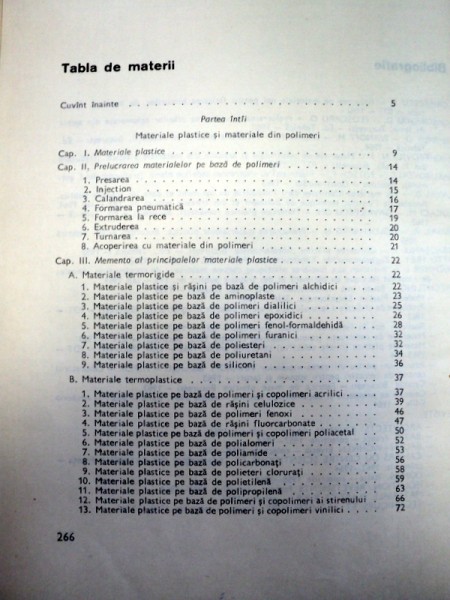 Tabla de materii
Cuvînt înainte . . . . . . . . . . 5
Partea întîi
Materiale plastice și materiale din polimeri
Cap. I. Materiale plastice . . . . . . . . . . 9
Cap. II. Prelucrarea materialelor pe bază de polimeri . . . . . . . . . . 14
1. Presarea . . . . . . . . . . 14
2. Injection . . . . . . . . . . 15
3. Calandrarea . . . . . . . . . . 16
4. Formarea pneumatică . . . . . . . . . . 17
5. Formarea la rece . . . . . . . . . . 19
6. Extruderea . . . . . . . . . . 20
7. Turnarea . . . . . . . . . . 20
8. Acoperirea cu materiale din polimeri . . . . . . . . . . 21
Cap. III. Memento al principalelor materiale plastice . . . . . . . . . . 22
A. Materiale termorigide . . . . . . . . . . 22
1. Materiale plastice și rășini pe bază de polimeri alchidici . . . 22
2. Materiale plastice pe bază de aminoplaste . . . . . 23
3. Materiale plastice pe bază de polimeri dialilici . . . . . 25
4. Materiale plastice pe bază de polimeri epoxidici . . . . . 26
5. Materiale plastice pe bază de polimeri fenol-formaldehidă . . . 28
6. Materiale plastice pe bază de polimeri furanici . . . . . 32
7. Materiale plastice pe bază de poliesteri . . . . . 32
8. Materiale plastice pe bază de poliuretani . . . . . 34
9. Materiale plastice pe bază de siliconi . . . . . 36
B. Materiale termoplastice . . . . . . . . . . 37
1. Materiale plastice pe bază de polimeri și copolimeri acrilici . . 37
2. Materiale plastice pe bază de rășini celulozice . . . . 39
3. Materiale plastice pe bază de polimeri fenoxi . . . . 46
4. Materiale plastice pe bază de rășini fluorcarbonate . . . . 47
5. Materiale plastice pe bază de polimeri și copolimeri poliacetal . 50
6. Materiale plastice pe bază de polialomeri . . . . . 52
7. Materiale plastice pe bază de poliamide . . . . . 53
8. Materiale plastice pe bază de policarbonați . . . . . 56
9. Materiale plastice pe bază de polieteri clorurați . . . . 58
10. Materiale plastice pe bază de polietilenă . . . . . 59
11. Materiale plastice pe bază de polipropilenă . . . . . 63
12. Materiale plastice pe bază de polimeri și copolimeri ai stirenului . 66
13. Materiale plastice pe bază de polimeri și copolimeri vinilici . . 72
266
Bibliografie